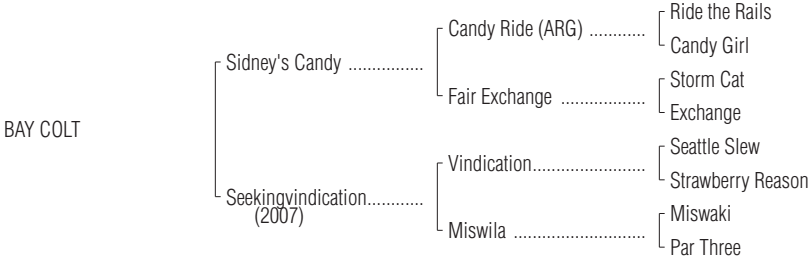 Ride the Rails
Candy Ride (ARG) ............
Candy Girl
Sidney's Candy ................
Storm Cat
Fair Exchange ..................
Exchange
BAY COLT
Seattle Slew
Vindication........................
Strawberry Reason
Seekingvindication............
(2007)
Miswaki
Miswila ............................
Par Three